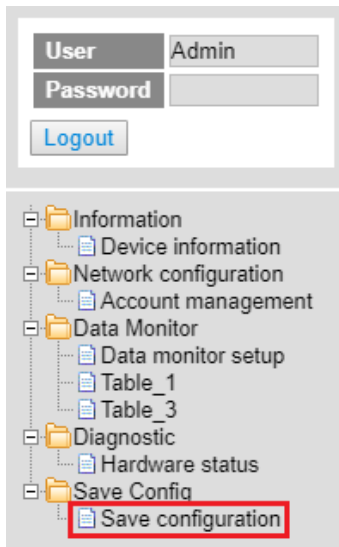 User Admin
Password
Logout
Information
Device information
Network configuration
Account management
Data Monitor
Data monitor setup
Table_1
Table_3
Diagnostic
Hardware status
Save Config
Save configuration